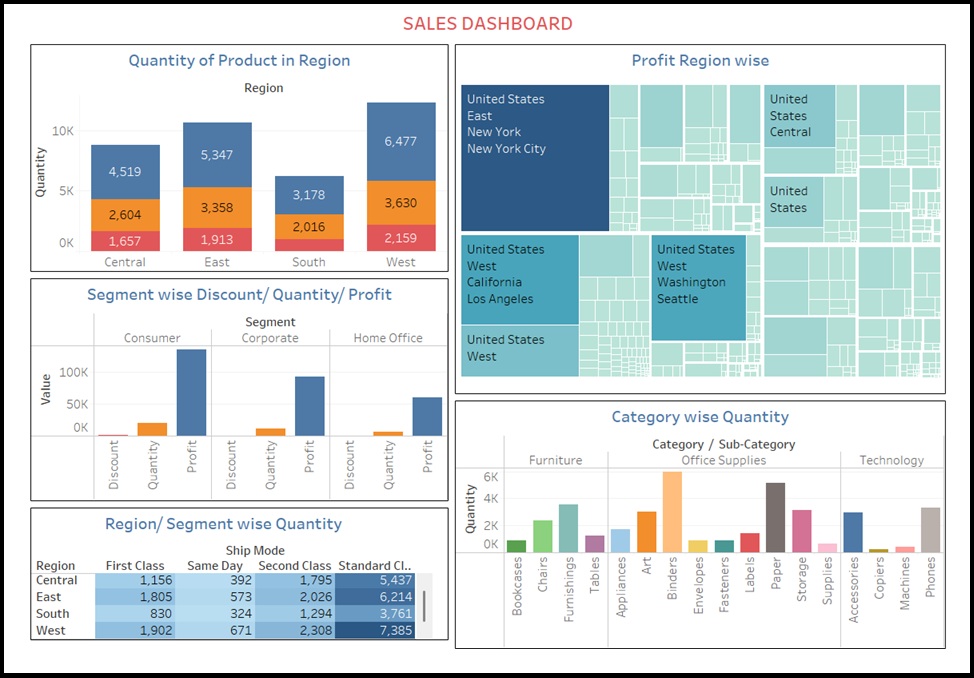 SALES DASHBOARD
Quantity of Product in Region
Region
Quantity
10K
5K
0K
4,519
2,604
1,657
5,347
3,358
1,913
3,178
2,016
6,477
3,630
2,159
Central
East
South
West
Segment wise Discount/ Quantity/ Profit
Segment
Consumer
Corporate
Home Office
Value
100K
50K
0K
Discount
Quantity
Profit
Discount
Quantity
Profit
Discount
Quantity
Profit
Region/ Segment wise Quantity
Ship Mode
Region First Class Same Day Second Class Standard Cl..
Central 1,156 392 1,795 5,437
East 1,805 573 2,026 6,214
South 830 324 1,294 3,761
West 1,902 671 2,308 7,385
Profit Region wise
United States
East
New York
New York City
United States
West
California
Los Angeles
United States
West
United States
West
Washington
Seattle
United
States
Central
United
States
Category wise Quantity
Category / Sub-Category
Furniture
Office Supplies
Technology
Quantity
6K
4K
2K
0K
Bookcases
Chairs
Furnishings
Tables
Appliances
Art
Binders
Envelopes
Fasteners
Labels
Paper
Storage
Supplies
Accessories
Copiers
Machines
Phones